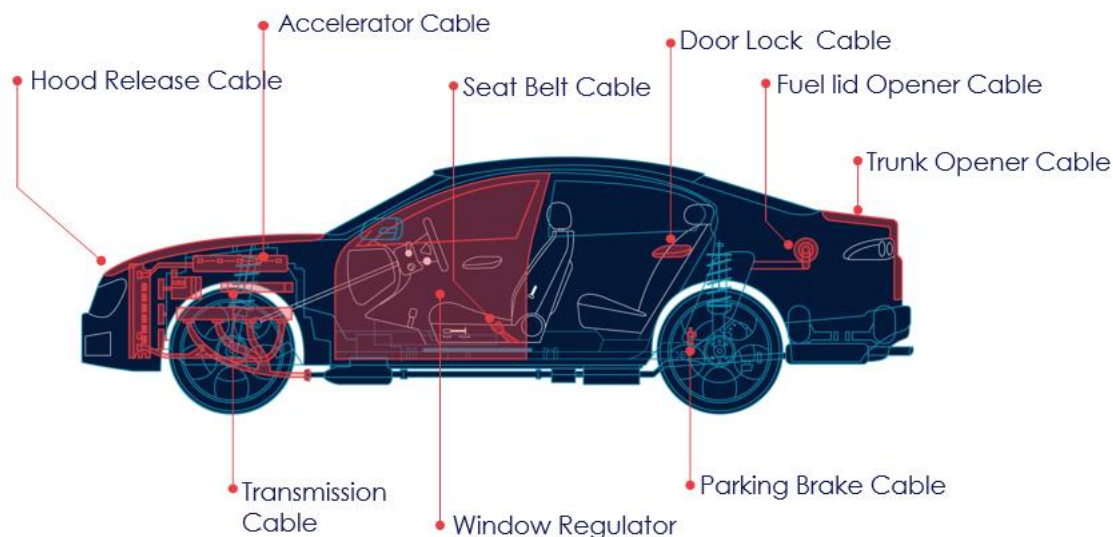 Accelerator Cable
Door Lock Cable
Hood Release Cable
Seat Belt Cable
Fuel lid Opener Cable
Trunk Opener Cable
Transmission
Cable
Parking Brake Cable
Window Regulator